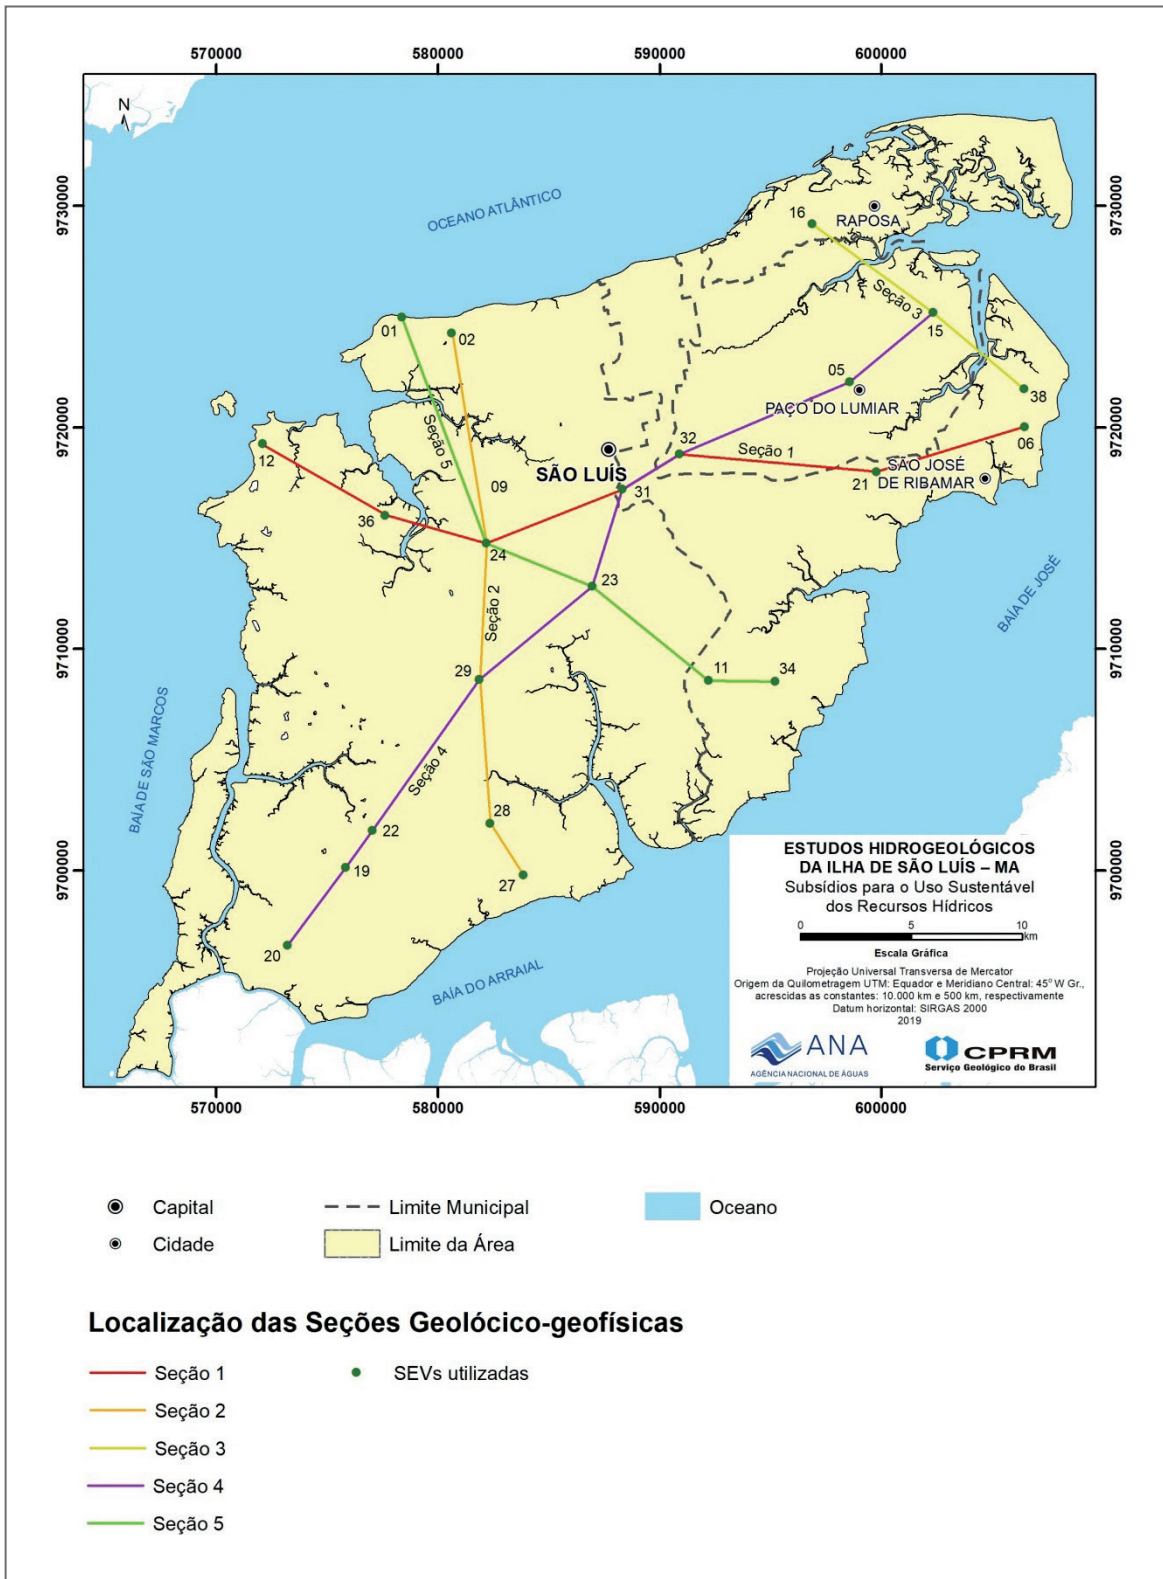 570000
580000
590000
600000
N
9730000
9730000
OCEANO ATLÂNTICO
16
RAPOSA
Seção 3
01
02
15
05
PAÇO DO LUMIAR
38
9720000
9720000
12
Seção 5
32
Seção 1
06
SÃO LUÍS
21
SÃO JOSÉ
DE RIBAMAR
09
31
36
24
23
BAÍA DE JOSÉ
Seção 2
9710000
9710000
29
11
34
BAÍA DE SÃO MARCOS
Seção 4
28
22
19
27
20
9700000
9700000
BAÍA DO ARRAIAL
ESTUDOS HIDROGEOLÓGICOS
DA ILHA DE SÃO LUÍS – MA
Subsídios para o Uso Sustentável
dos Recursos Hídricos
0 5 10
km
Escala Gráfica
Projeção Universal Transversa de Mercator
Origem da Quilometragem UTM: Equador e Meridiano Central: 45° W Gr.,
acrescidas as constantes: 10.000 km e 500 km, respectivamente
Datum horizontal: SIRGAS 2000
2019
ANA
AGÊNCIA NACIONAL DE ÁGUAS
CPRM
Serviço Geológico do Brasil
570000
580000
590000
600000
Capital
Limite Municipal
Oceano
Cidade
Limite da Área
Localização das Seções Geolócico-geofísicas
Seção 1
SEVs utilizadas
Seção 2
Seção 3
Seção 4
Seção 5